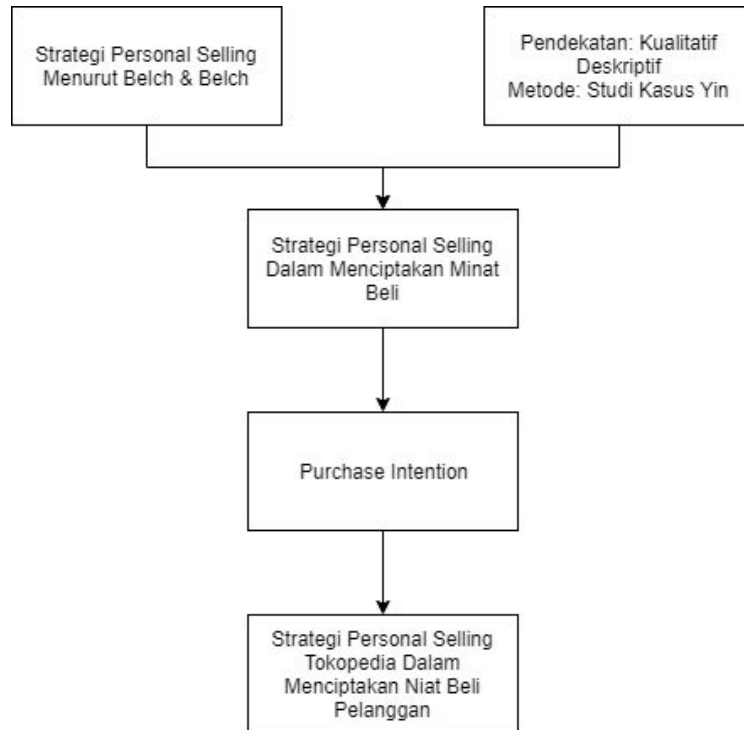 Strategi Personal Selling
Menurut Belch & Belch
Pendekatan: Kualitatif
Deskriptif
Metode: Studi Kasus Yin
Strategi Personal Selling
Dalam Menciptakan Minat
Beli
Purchase Intention
Strategi Personal Selling
Tokopedia Dalam
Menciptakan Niat Beli
Pelanggan